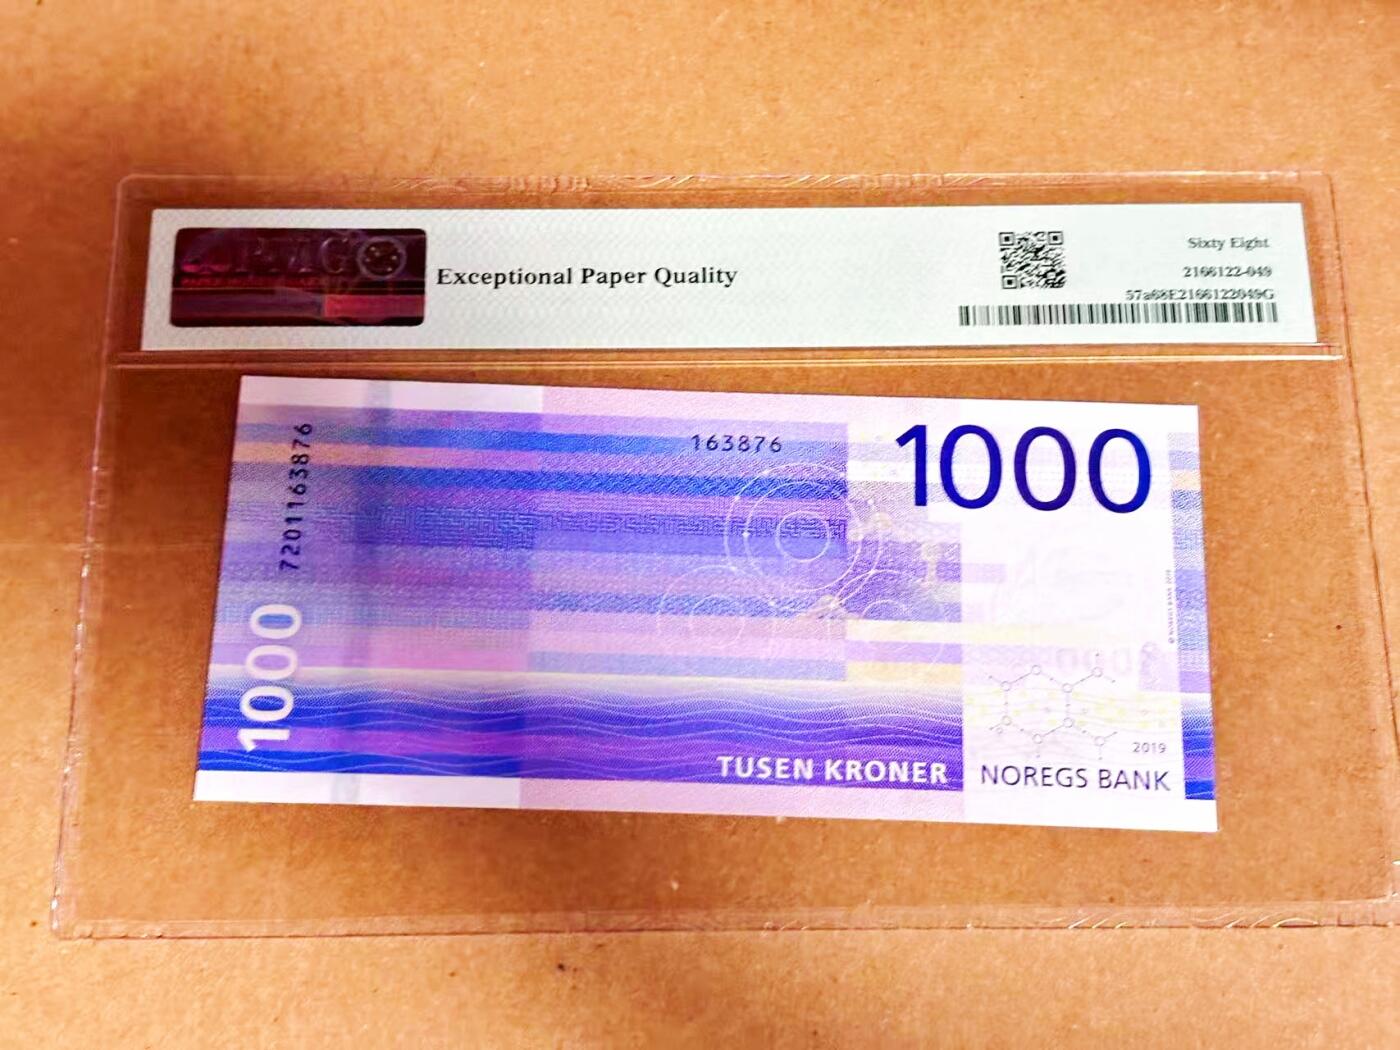 Exceptional Paper Quality
Sixty Eight
2166122-049
57a68E2166122049G
7201163876
163876
1000
1000
2019
TUSEN KRONER
NOREGS BANK